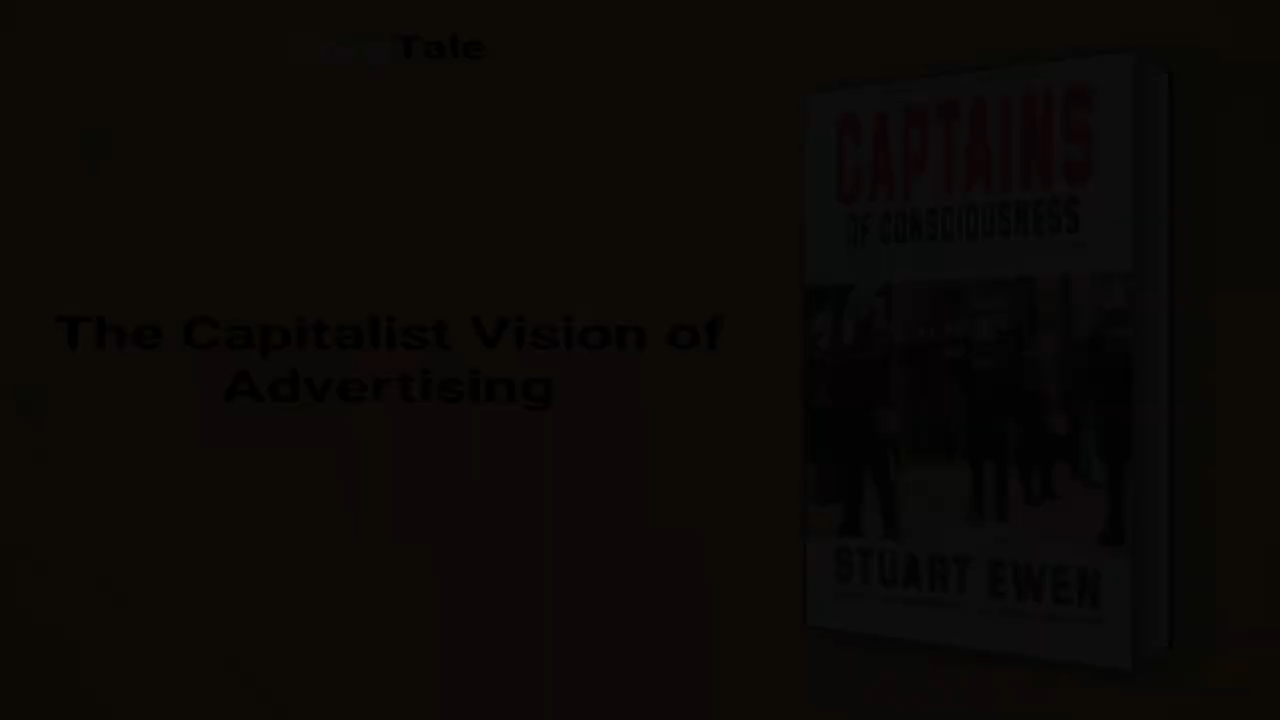 Tale
The Capitalist Vision of
Advertising
CAPTAINS
OF CONSCIOUSNESS
STUART EWEN